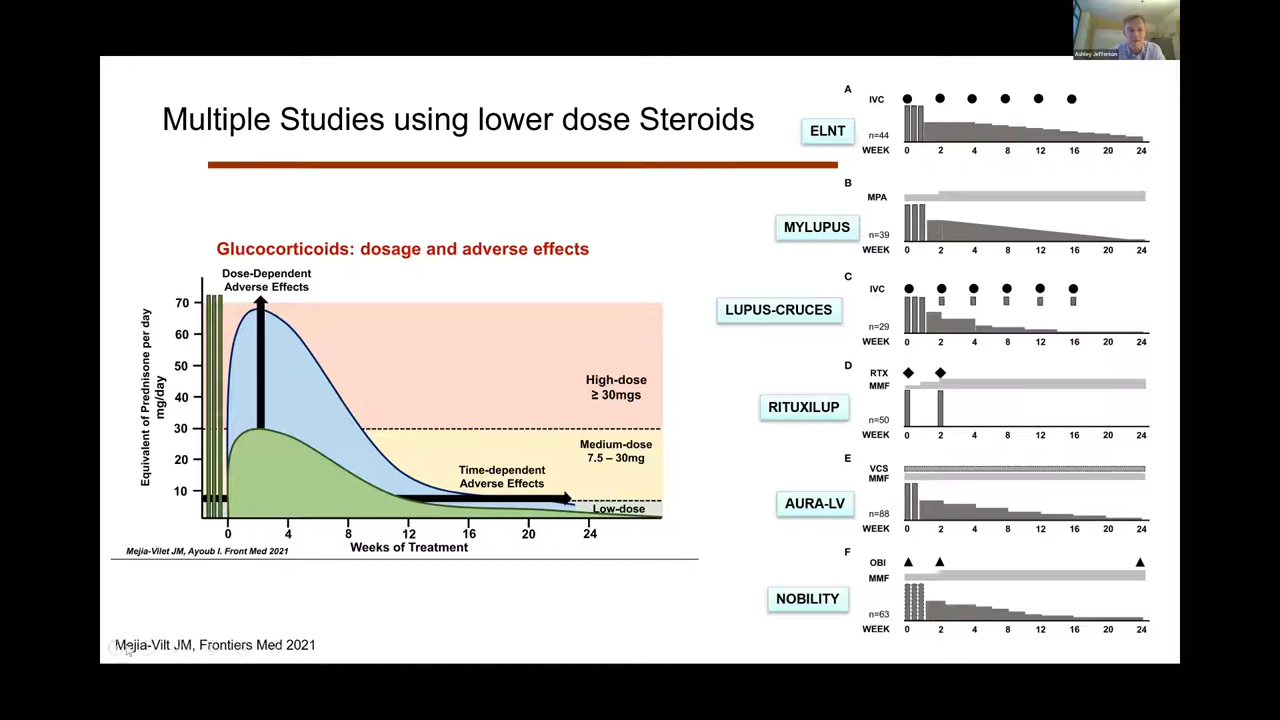 Ashley Jefferson
Multiple Studies using lower dose Steroids
Glucocorticoids: dosage and adverse effects
Dose-Dependent
Adverse Effects
Equivalent of Prednisone per day
mg/day
70
60
50
40
30
20
10
High-dose
≥ 30mgs
Medium-dose
7.5 – 30mg
Time-dependent
Adverse Effects
Low-dose
0 4 8 12 16 20 24
Weeks of Treatment
Mejia-Vilet JM, Ayoub I. Front Med 2021
Mejia-Vilt JM, Frontiers Med 2021
A
IVC
ELNT
n=44
WEEK 0 2 4 8 12 16 20 24
B
MPA
MYLUPUS
n=39
WEEK 0 2 4 8 12 16 20 24
C
IVC
LUPUS-CRUCES
n=29
WEEK 0 2 4 8 12 16 20 24
D
RTX
MMF
RITUXILUP
n=50
WEEK 0 2 4 8 12 16 20 24
E
VCS
MMF
AURA-LV
n=88
WEEK 0 2 4 8 12 16 20 24
F
OBI
MMF
NOBILITY
n=63
WEEK 0 2 4 8 12 16 20 24